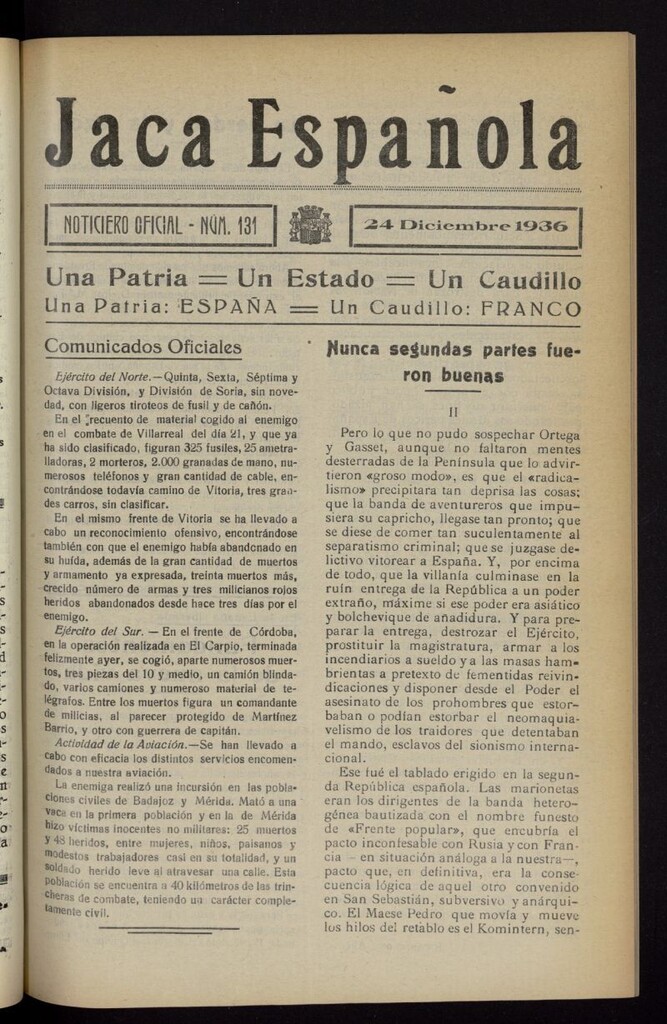 Jaca Española
NOTICIERO OFICIAL - NÚM. 131
24 Diciembre 1936
Una Patria = Un Estado = Un Caudillo
Una Patria: ESPAÑA = Un Caudillo: FRANCO
Comunicados Oficiales
Ejército del Norte.—Quinta, Sexta, Séptima y
Octava División, y División de Soria, sin nove-
dad, con ligeros tiroteos de fusil y de cañón.
En el recuento de material cogido al enemigo
en el combate de Villarreal del día 21, y que ya
ha sido clasificado, figuran 325 fusiles, 25 ametra-
lladoras, 2 morteros, 2.000 granadas de mano, nu-
merosos teléfonos y gran cantidad de cable, en-
contrándose todavía camino de Vitoria, tres gran-
des carros, sin clasificar.
En el mismo frente de Vitoria se ha llevado a
cabo un reconocimiento ofensivo, encontrándose
también con que el enemigo había abandonado en
su huída, además de la gran cantidad de muertos
y armamento ya expresada, treinta muertos más,
crecido número de armas y tres milicianos rojos
heridos abandonados desde hace tres días por el
enemigo.
Ejército del Sur. — En el frente de Córdoba,
en la operación realizada en El Carpio, terminada
felizmente ayer, se cogió, aparte numerosos muer-
tos, tres piezas del 10 y medio, un camión blinda-
do, varios camiones y numeroso material de te-
légrafos. Entre los muertos figura un comandante
de milicias, al parecer protegido de Martínez
Barrio, y otro con guerrera de capitán.
Actividad de la Aviación.—Se han llevado a
cabo con eficacia los distintos servicios encomen-
dados a nuestra aviación.
La enemiga realizó una incursión en las pobla-
ciones civiles de Badajoz y Mérida. Mató a una
vaca en la primera población y en la de Mérida
hizo víctimas inocentes no militares: 25 muertos
y 48 heridos, entre mujeres, niños, paisanos y
modestos trabajadores casi en su totalidad, y un
soldado herido leve al atravesar una calle. Esta
población se encuentra a 40 kilómetros de las trin-
cheras de combate, teniendo un carácter comple-
tamente civil.
Nunca segundas partes fue-
ron buenas
II
Pero lo que no pudo sospechar Ortega
y Gasset, aunque no faltaron mentes
desterradas de la Península que lo advir-
tieron «groso modo», es que el «radica-
lismo» precipitara tan deprisa las cosas;
que la banda de aventureros que impu-
siera su capricho, llegase tan pronto; que
se diese de comer tan suculentamente al
separatismo criminal; que se juzgase de-
lictivo vitorear a España. Y, por encima
de todo, que la villanía culminase en la
ruín entrega de la República a un poder
extraño, máxime si ese poder era asiático
y bolchevique de añadidura. Y para pre-
parar la entrega, destrozar el Ejército,
prostituir la magistratura, armar a los
incendiarios a sueldo y a las masas ham-
brientas a pretexto de fementidas reivin-
dicaciones y disponer desde el Poder el
asesinato de los prohombres que estor-
baban o podían estorbar el neomaquia-
velismo de los traidores que detentaban
el mando, esclavos del sionismo interna-
cional.
Ese fué el tablado erigido en la segun-
da República española. Las marionetas
eran los dirigentes de la banda hetero-
génea bautizada con el nombre funesto
de «Frente popular», que encubría el
pacto inconfesable con Rusia y con Fran-
cia — en situación análoga a la nuestra—,
pacto que, en definitiva, era la conse-
cuencia lógica de aquel otro convenido
en San Sebastián, subversivo y anárqui-
co. El Maese Pedro que movía y mueve
los hilos del retablo es el Komintern, sen-